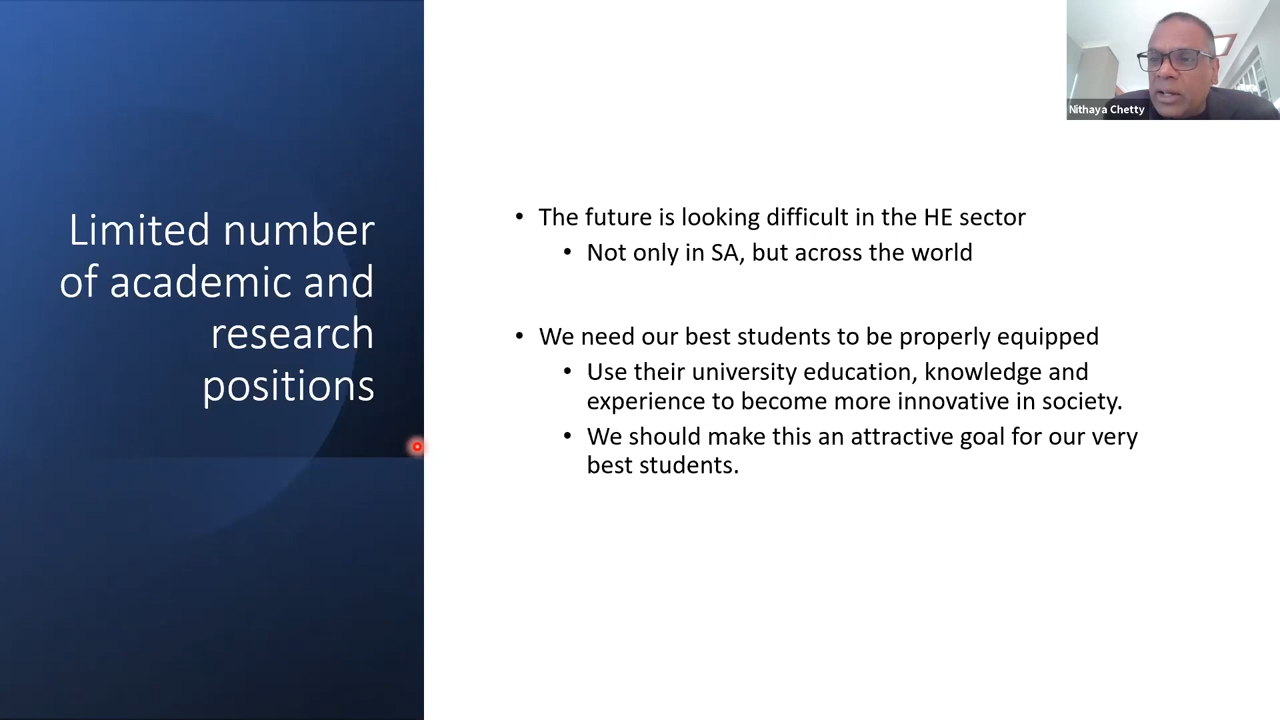 Limited number
of academic and
research
positions
• The future is looking difficult in the HE sector
• Not only in SA, but across the world
• We need our best students to be properly equipped
• Use their university education, knowledge and
experience to become more innovative in society.
• We should make this an attractive goal for our very
best students.
Nithaya Chetty